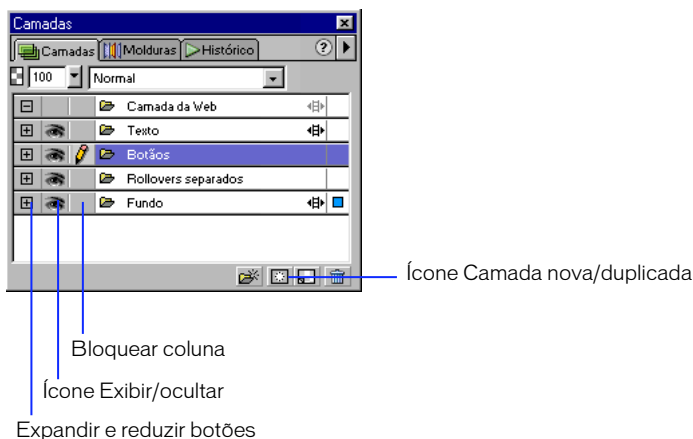 Camadas
Camadas Molduras Histórico ?
100 Normal
Camada da Web
Texto
Botãos
Rollovers separados
Fundo
Ícone Camada nova/duplicada
Bloquear coluna
Ícone Exibir/ocultar
Expandir e reduzir botões